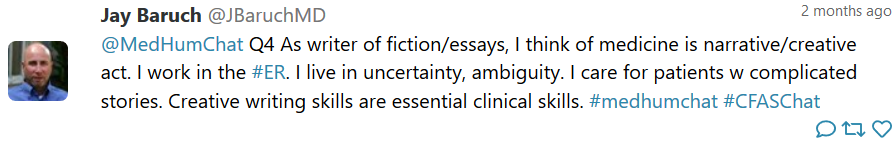 Jay Baruch @JBaruchMD 2 months ago
@MedHumChat Q4 As writer of fiction/essays, I think of medicine is narrative/creative
act. I work in the #ER. I live in uncertainty, ambiguity. I care for patients w complicated
stories. Creative writing skills are essential clinical skills. #medhumchat #CFASChat